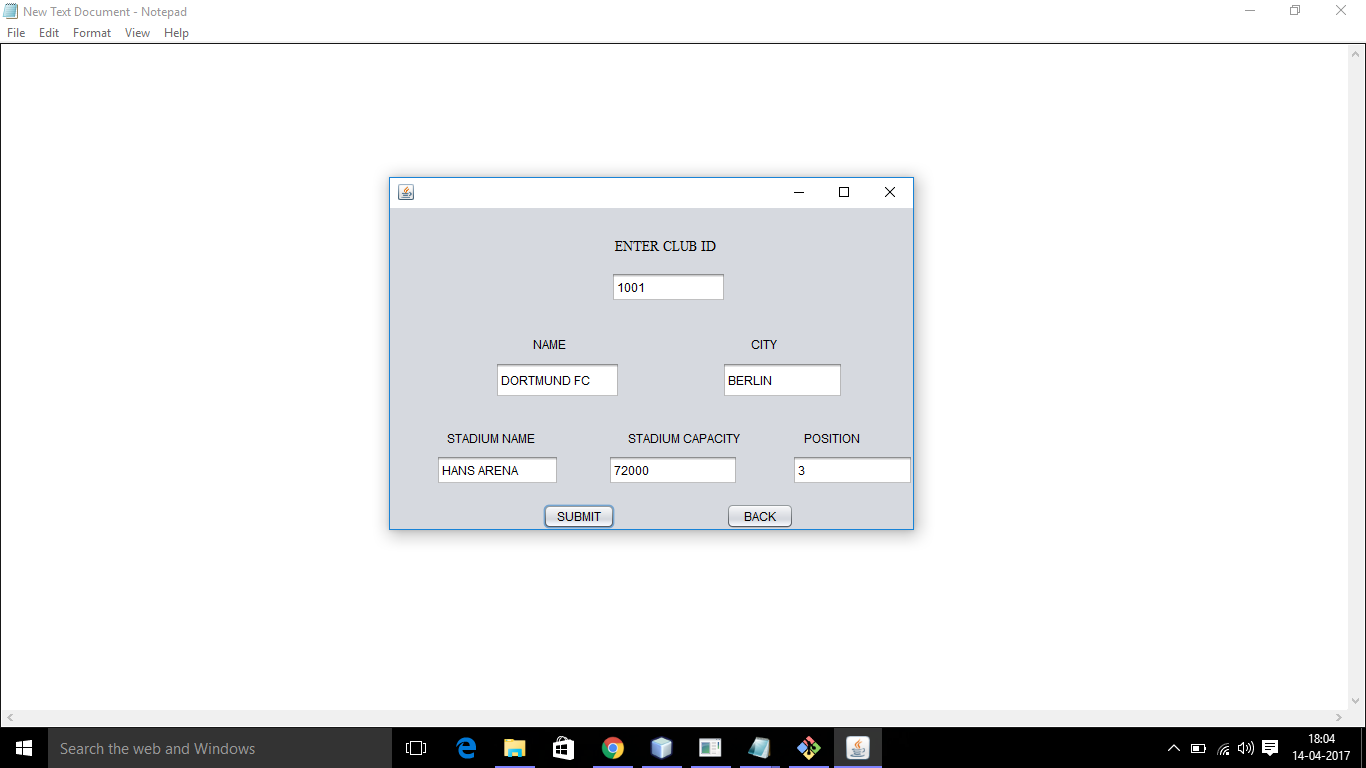 New Text Document - Notepad
File Edit Format View Help
ENTER CLUB ID
1001
NAME CITY
DORTMUND FC BERLIN
STADIUM NAME STADIUM CAPACITY POSITION
HANS ARENA 72000 3
SUBMIT BACK
Search the web and Windows
18:04
14-04-2017